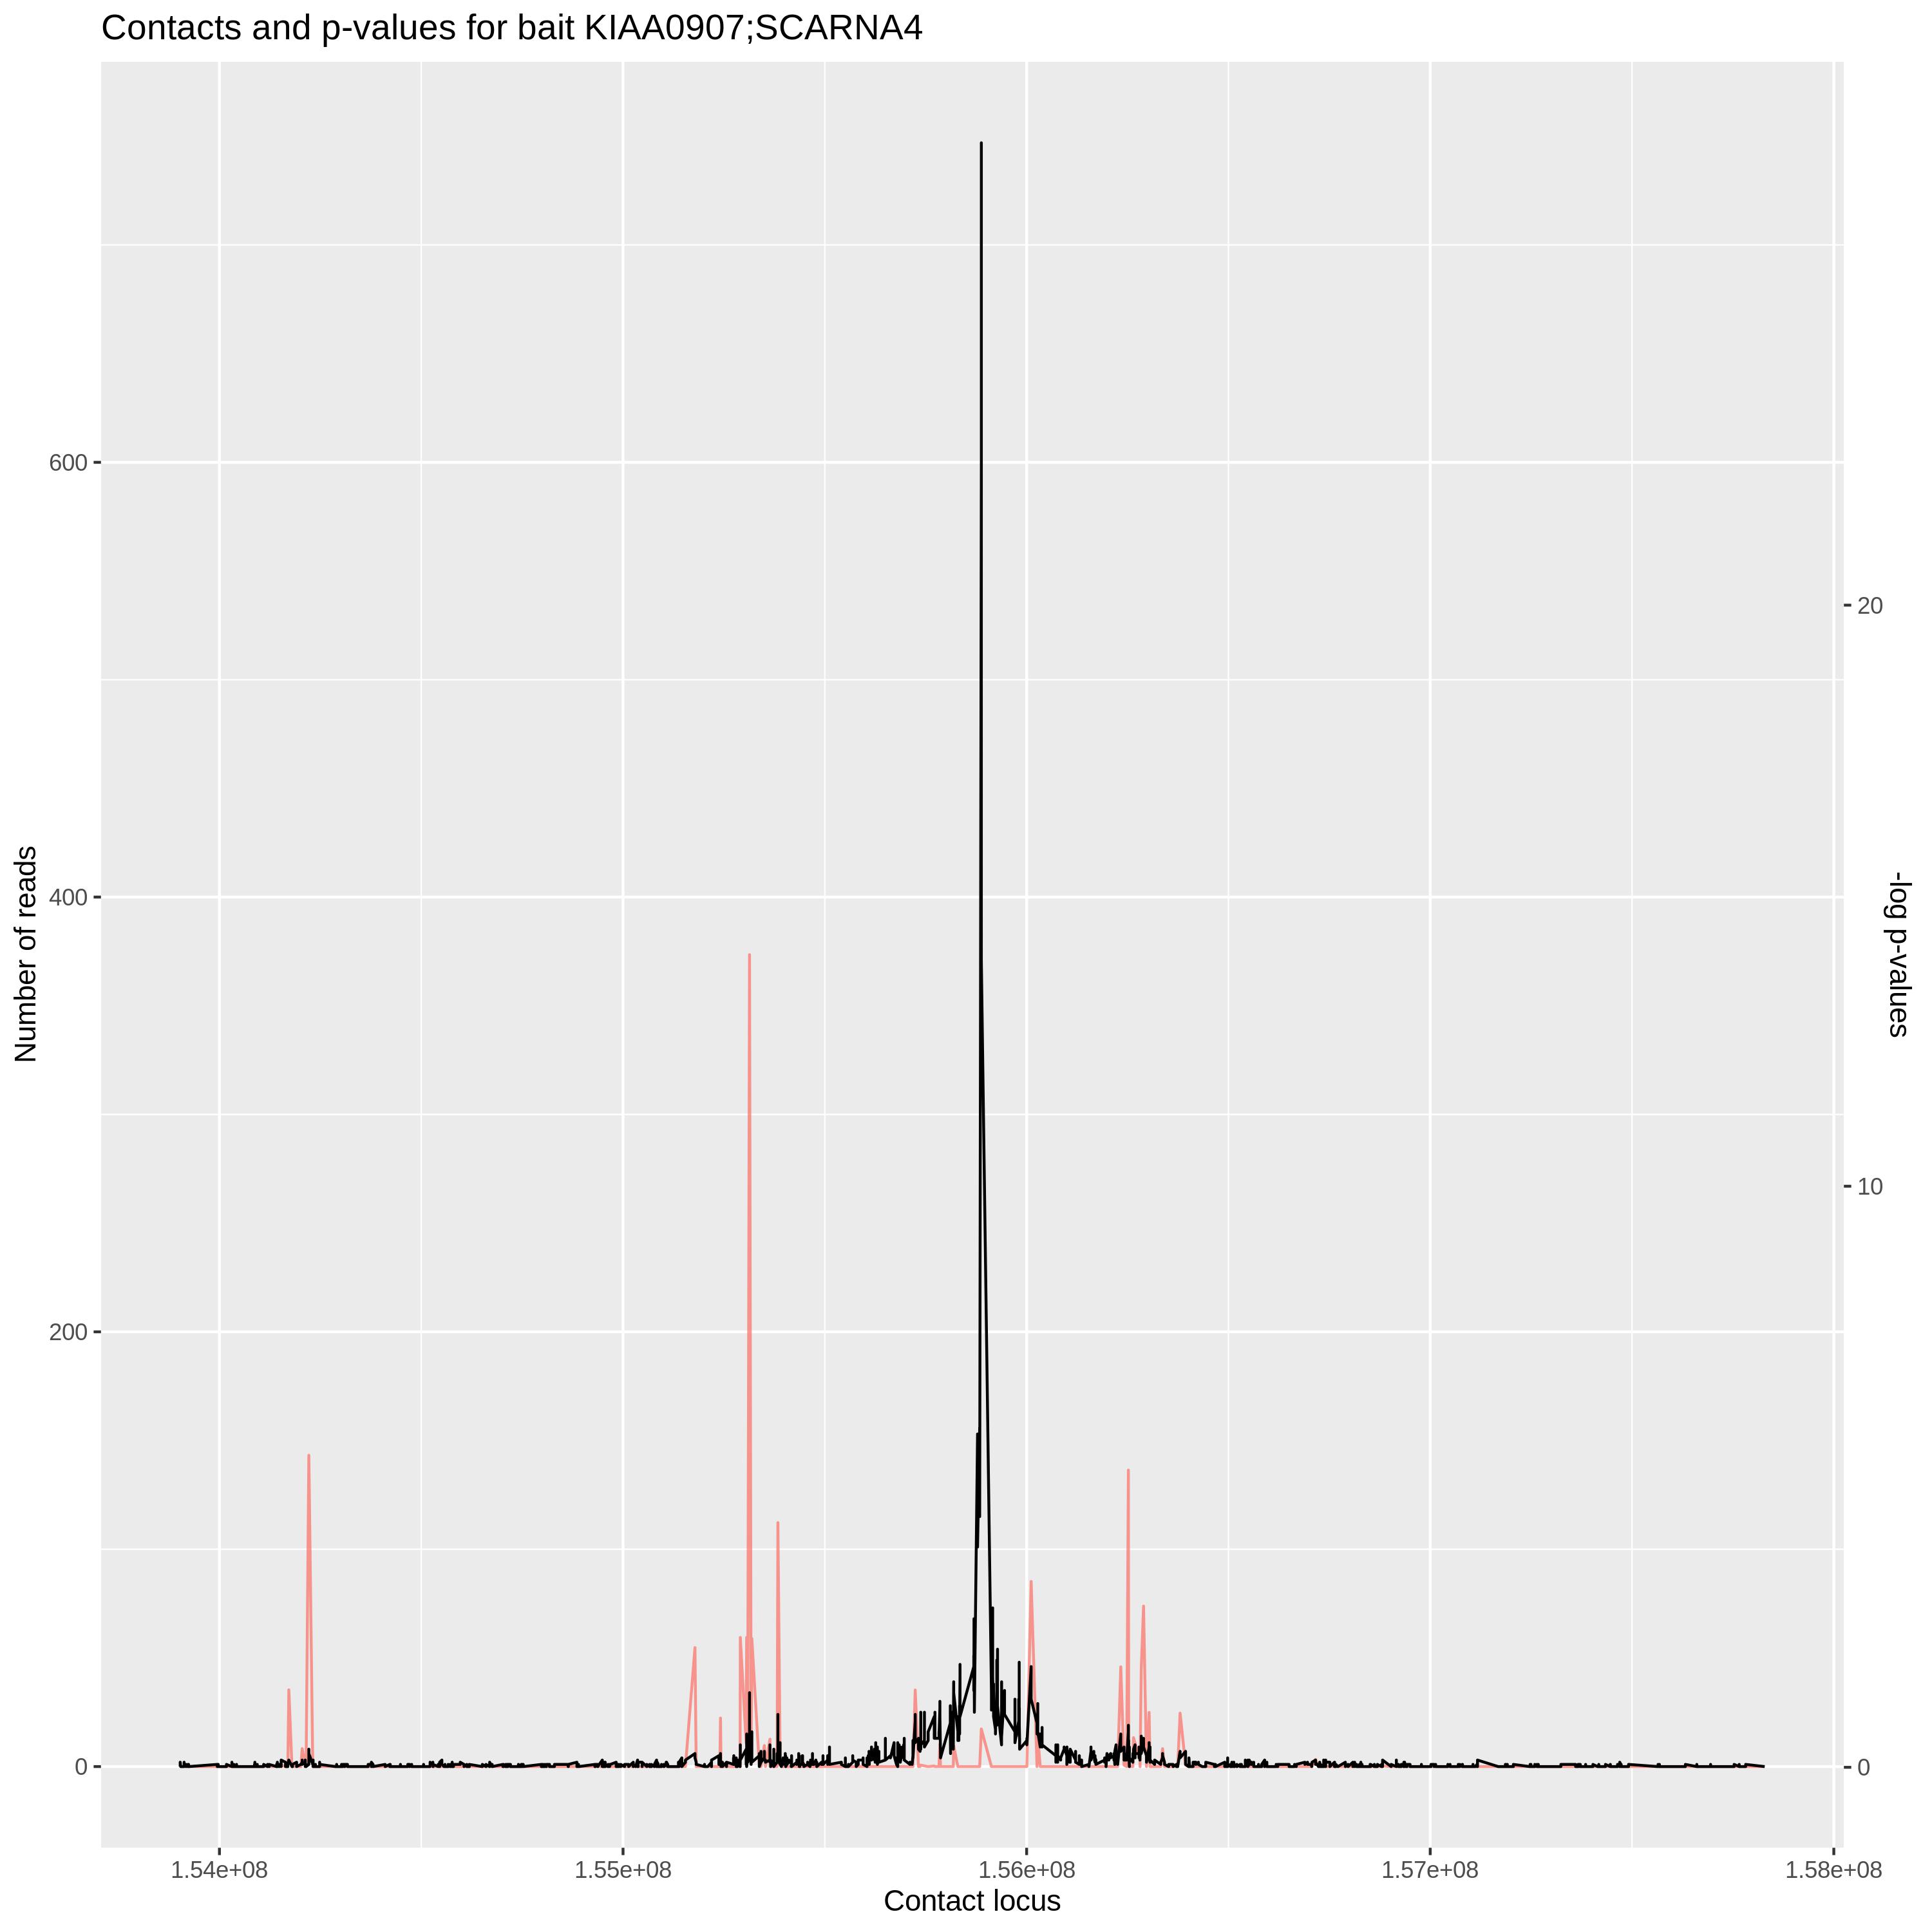 Contacts and p-values for bait KIAA0907;SCARNA4
600
400
200
0
Number of reads
20
10
0
-log p-values
1.54e+08
1.55e+08
1.56e+08
1.57e+08
1.58e+08
Contact locus